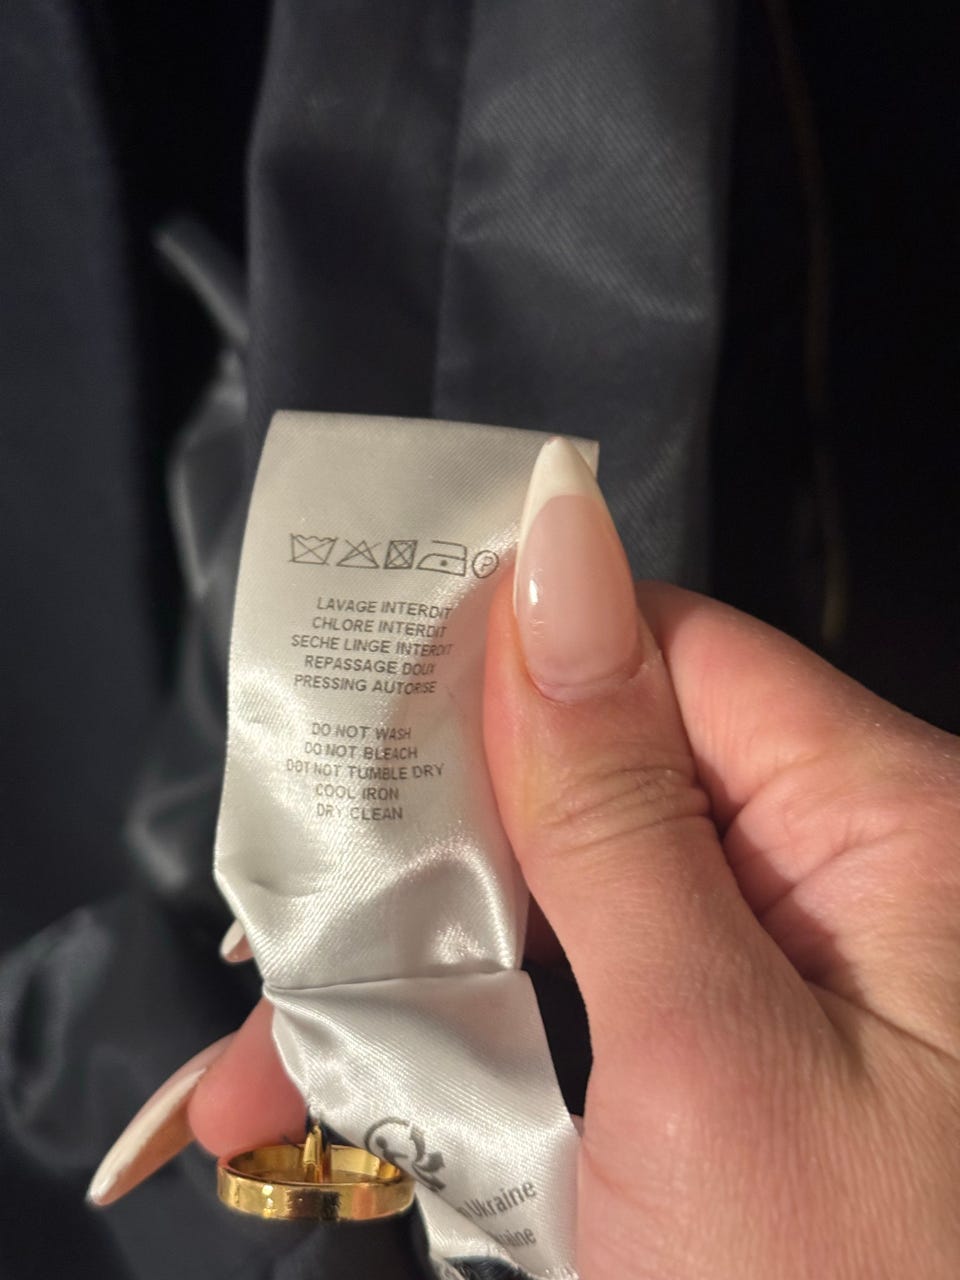 P
LAVAGE INTERDIT
CHLORE INTERDIT
SECHE LINGE INTERDIT
REPASSAGE DOUX
PRESSING AUTORISE
DO NOT WASH
DO NOT BLEACH
DOT NOT TUMBLE DRY
COOL IRON
DRY CLEAN
Ukraine